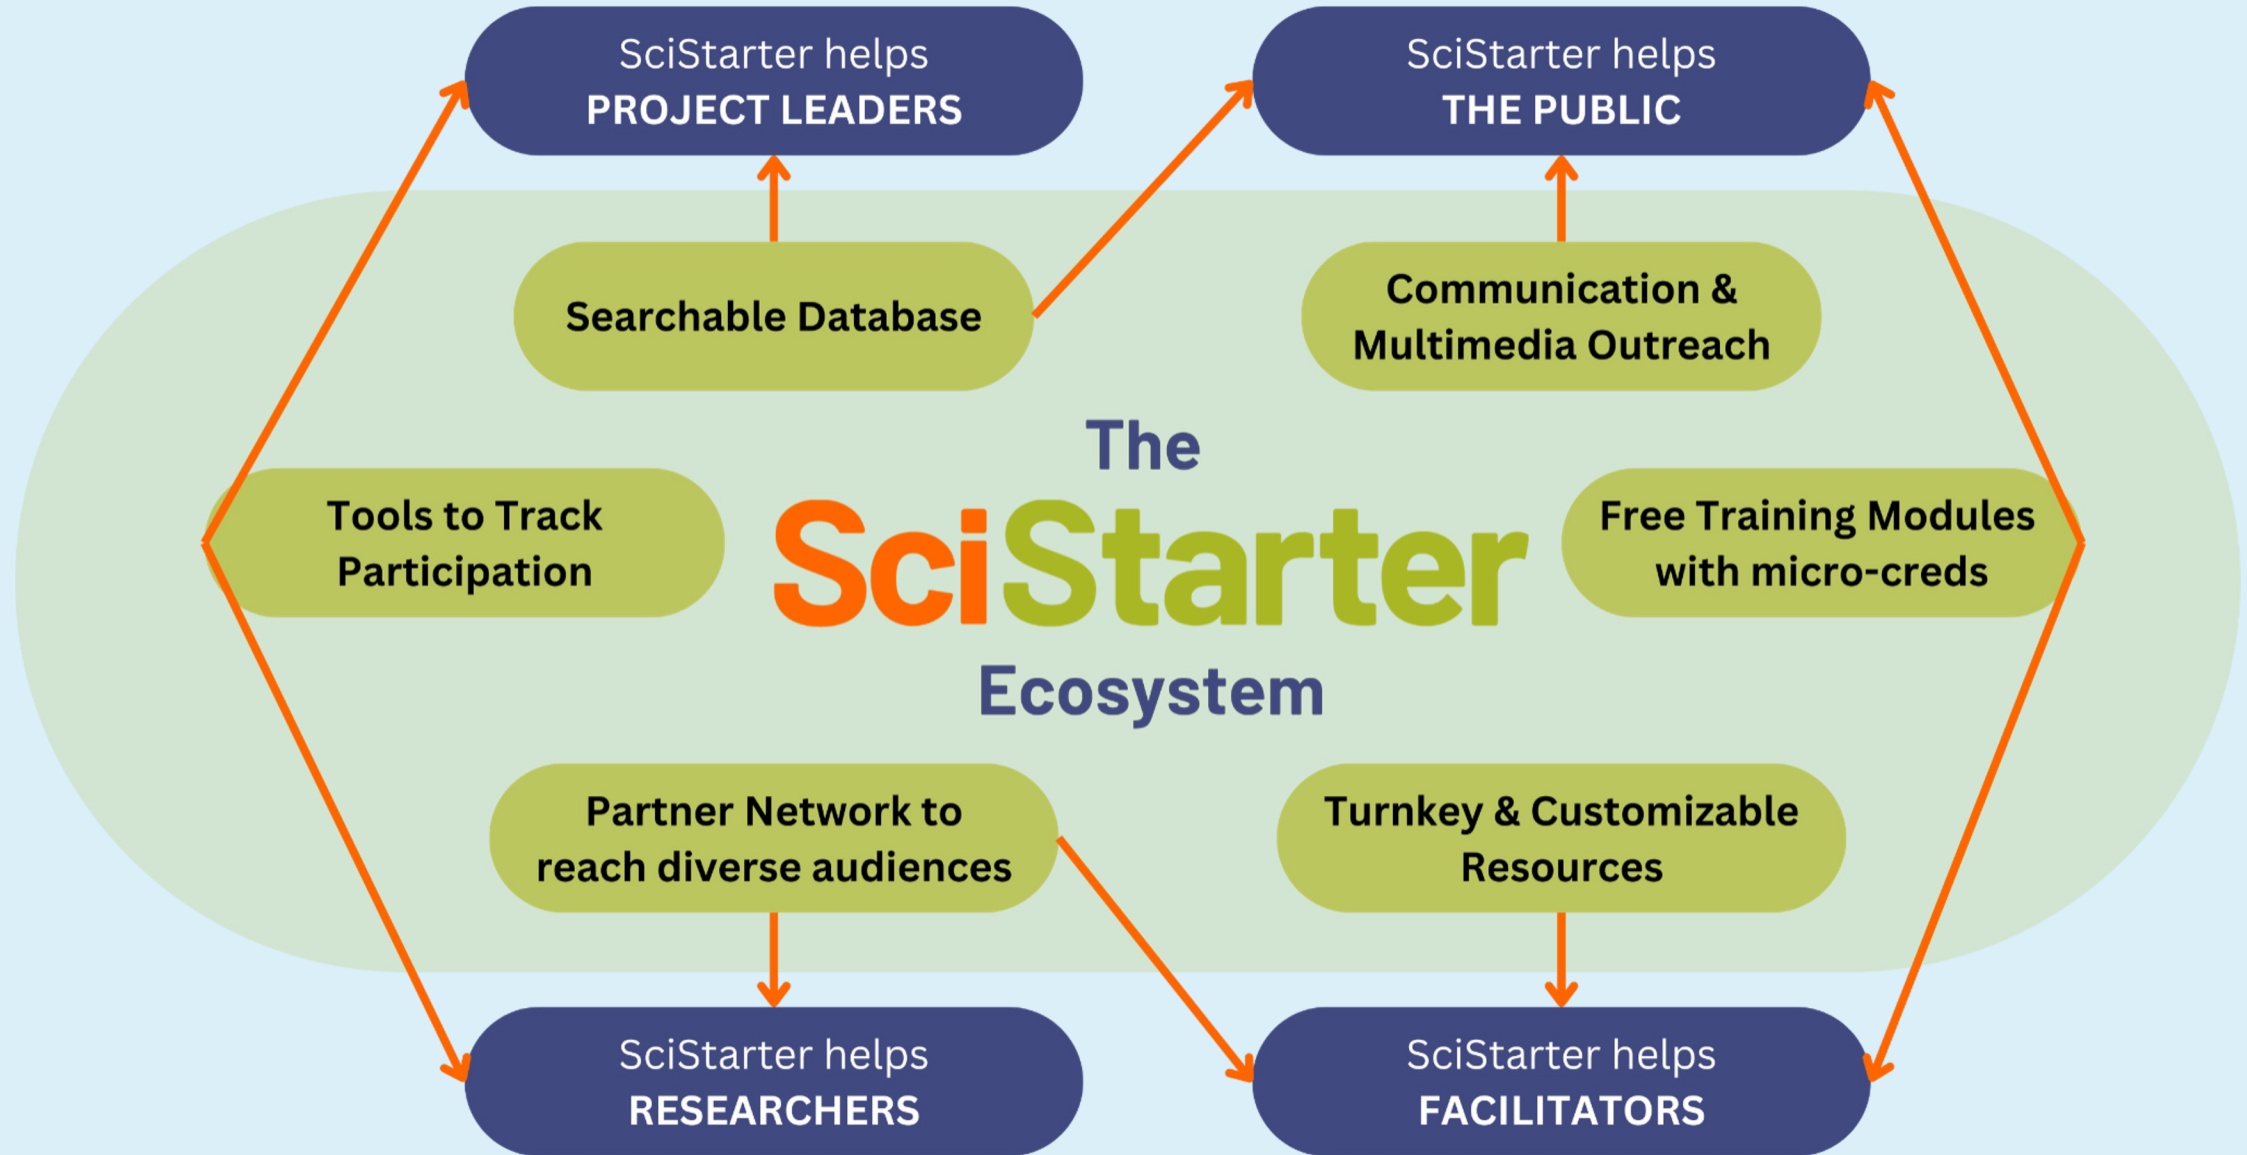 SciStarter helps
PROJECT LEADERS
SciStarter helps
THE PUBLIC
Searchable Database
Communication &
Multimedia Outreach
The
SciStarter
Ecosystem
Tools to Track
Participation
Free Training Modules
with micro-creds
Partner Network to
reach diverse audiences
Turnkey & Customizable
Resources
SciStarter helps
RESEARCHERS
SciStarter helps
FACILITATORS